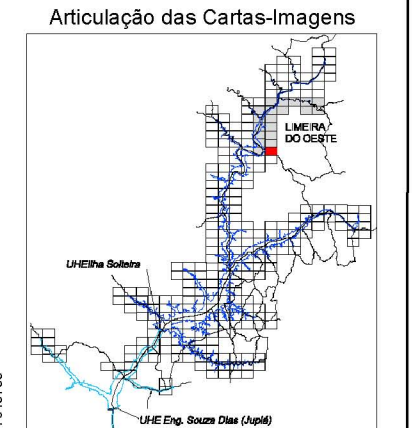 Articulação das Cartas-Imagens
LIMEIRA
DO OESTE
UHEIlha Solteira
UHE Eng. Souza Dias (Jupiá)